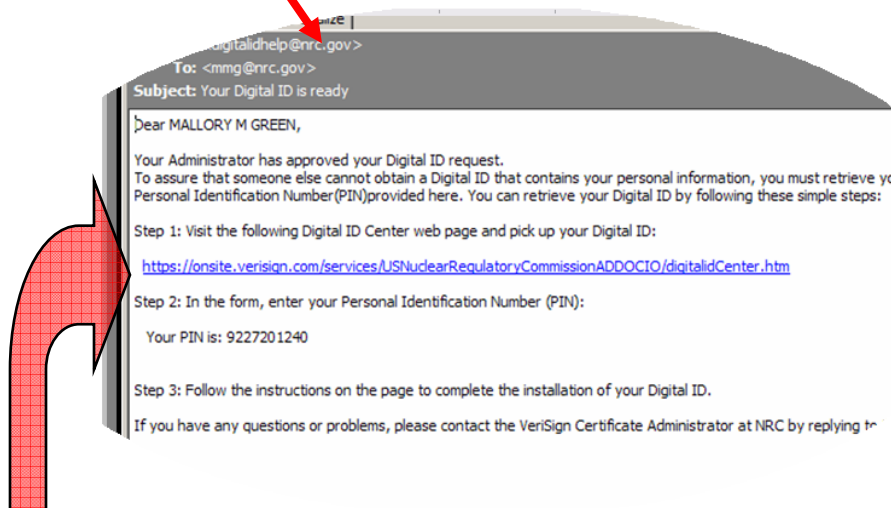 digitalidhelp@nrc.gov>
To: <mmg@nrc.gov>
Subject: Your Digital ID is ready
Dear MALLORY M GREEN,
Your Administrator has approved your Digital ID request.
To assure that someone else cannot obtain a Digital ID that contains your personal information, you must retrieve
Personal Identification Number(PIN)provided here. You can retrieve your Digital ID by following these simple steps:
Step 1: Visit the following Digital ID Center web page and pick up your Digital ID:
https://onsite.verisign.com/services/USNuclearRegulatoryCommissionADDOCIO/digitalidCenter.htm
Step 2: In the form, enter your Personal Identification Number (PIN):
Your PIN is: 9227201240
Step 3: Follow the instructions on the page to complete the installation of your Digital ID.
If you have any questions or problems, please contact the VeriSign Certificate Administrator at NRC by replying to